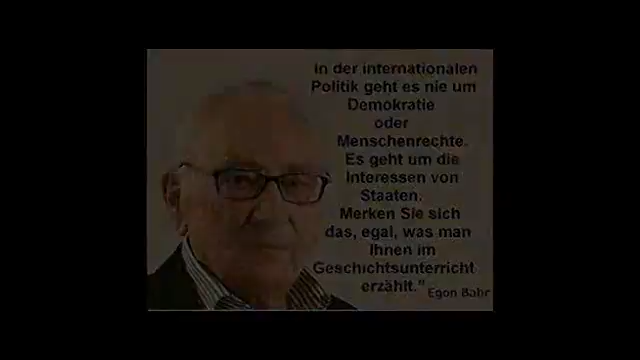 in der internationalen
Politik geht es nie um
Demokratie
oder
Menschenrechte.
Es geht um die
Interessen von
Staaten.
Merken Sie sich
das, egal, was man
Ihnen im
Geschichtsunterricht
erzählt."
Egon Bahr